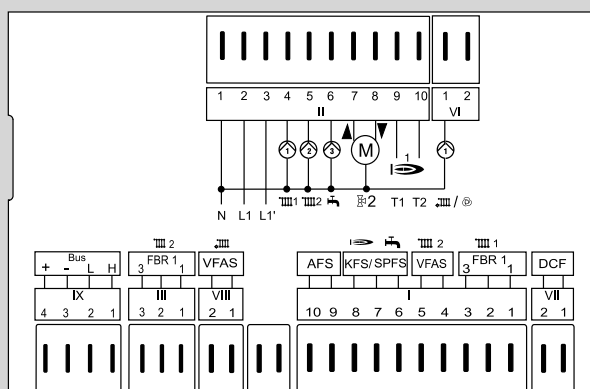 1 2 3 4 5 6 7 8 9 10 1 2
II VI
1 2 3 M 1 1
1 2 2 T1 T2 /
N L1 L1'
2 2 1
Bus FBR 1 VFAS AFS KFS/ SPFS VFAS FBR 1 DCF
+ - L H 3 1 3 1
IX III VIII I VII
4 3 2 1 3 2 1 2 1 10 9 8 7 6 5 4 3 2 1 2 1